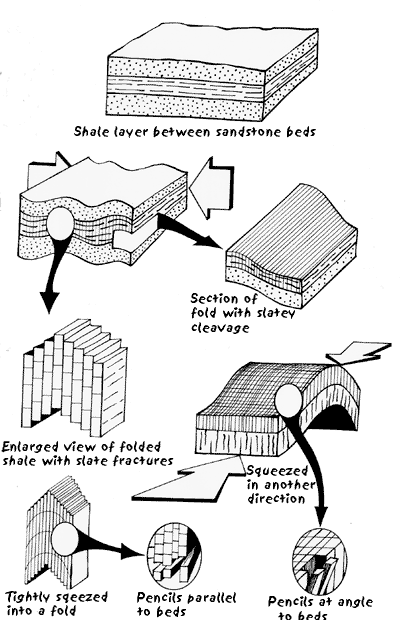 Shale layer between sandstone beds
Section of
fold with slatey
cleavage
Enlarged view of folded
shale with slate fractures
Squeezed
in another
direction
Tightly sqeezed
into a fold
Pencils parallel
to beds
Pencils at angle
to beds